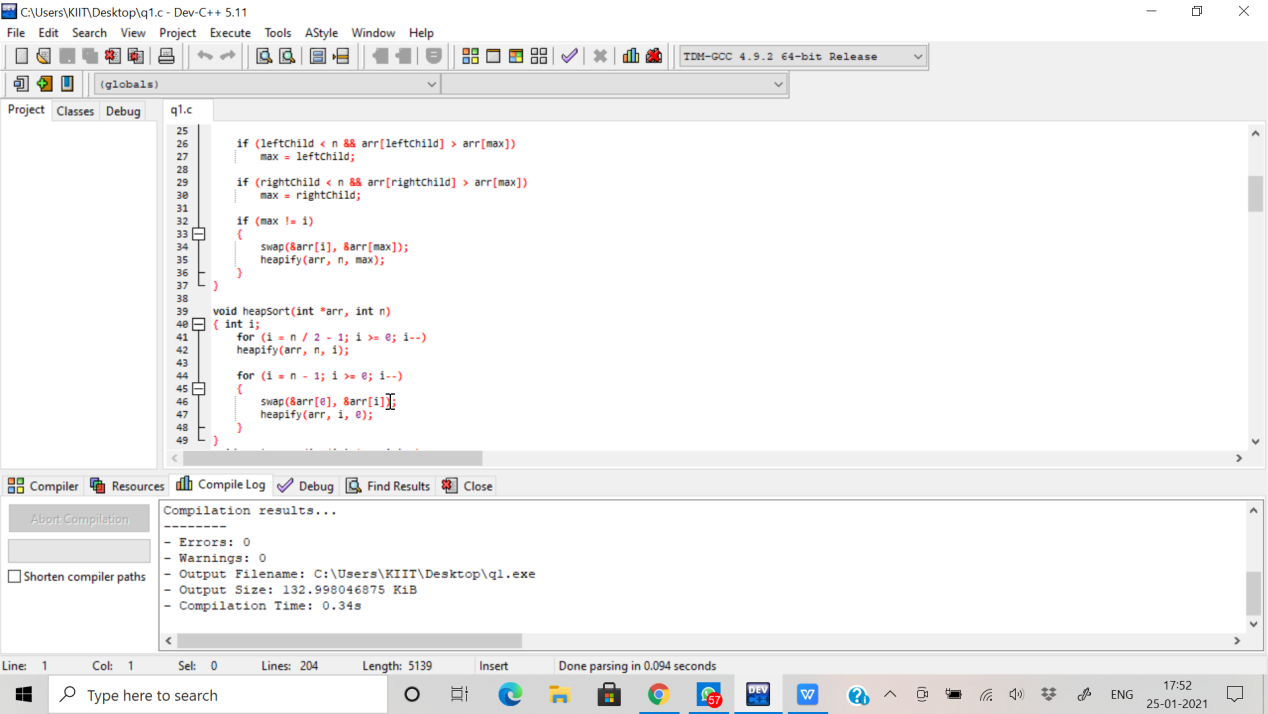 C:\Users\KIIT\Desktop\q1.c - Dev-C++ 5.11
File Edit Search View Project Execute Tools AStyle Window Help
TDM-GCC 4.9.2 64-bit Release
(globals)
Project Classes Debug q1.c
25
26 if (leftChild < n && arr[leftChild] > arr[max])
27 max = leftChild;
28
29 if (rightChild < n && arr[rightChild] > arr[max])
30 max = rightChild;
31
32 if (max != i)
33 {
34 swap(&arr[i], &arr[max]);
35 heapify(arr, n, max);
36 }
37 }
38
39 void heapSort(int *arr, int n)
40 { int i;
41 for (i = n / 2 - 1; i >= 0; i--)
42 heapify(arr, n, i);
43
44 for (i = n - 1; i >= 0; i--)
45 {
46 swap(&arr[0], &arr[i]);
47 heapify(arr, i, 0);
48 }
49 }
Compiler Resources Compile Log Debug Find Results Close
Abort Compilation
Shorten compiler paths
Compilation results...
--------
- Errors: 0
- Warnings: 0
- Output Filename: C:\Users\KIIT\Desktop\q1.exe
- Output Size: 132.998046875 KiB
- Compilation Time: 0.34s
Line: 1 Col: 1 Sel: 0 Lines: 204 Length: 5139 Insert Done parsing in 0.094 seconds
Type here to search
57
DEV
ENG
17:52
25-01-2021